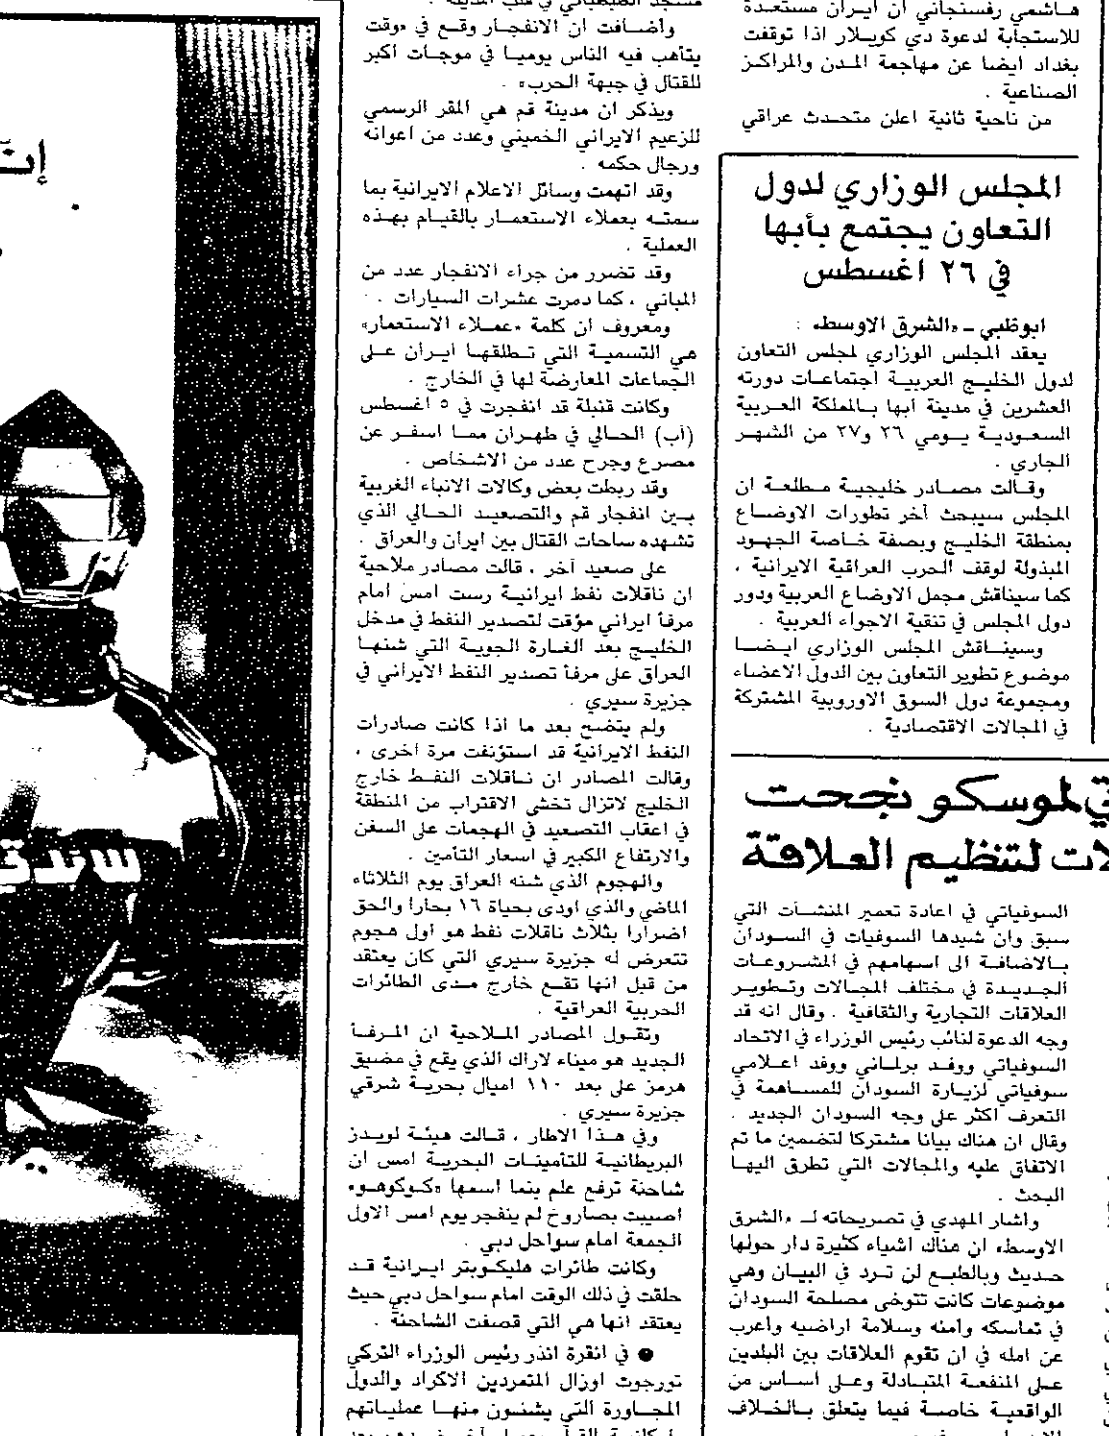 هاشمي رفسنجاني ان ايران مستعدة
للاستجابة لدعوة دي كويلار اذا توقفت
بغداد ايضا عن مهاجمة المدن والمراكز
الصناعية .
من ناحية ثانية اعلن متحدث عراقي
المجلس الوزاري لدول
التعاون يجتمع بأبها
في ٢٦ اغسطس
ابوظبي ـ «الشرق الاوسط» :
يعقد المجلس الوزاري لمجلس التعاون
لدول الخليج العربية اجتماعات دورته
العشرين في مدينة ابها بالمملكة العربية
السعودية يومي ٢٦ و٢٧ من الشهر
الجاري .
وقالت مصادر خليجية مطلعة ان
المجلس سيبحث آخر تطورات الاوضاع
بمنطقة الخليج وبصفة خاصة الجهود
المبذولة لوقف الحرب العراقية الايرانية ،
كما سيناقش مجمل الاوضاع العربية ودور
دول المجلس في تنقية الاجواء العربية .
وسيناقش المجلس الوزاري ايضا
موضوع تطوير التعاون بين الدول الاعضاء
ومجموعة دول السوق الاوروبية المشتركة
في المجالات الاقتصادية .
لموسكو نجحت
لتنظيم العلاقة
السوفياتي في اعادة تعمير المنشآت التي
سبق وان شيدها السوفيات في السودان
بالاضافة الى اسهامهم في المشروعات
الجديدة في مختلف المجالات وتطوير
العلاقات التجارية والثقافية . وقال انه قد
وجه الدعوة لنائب رئيس الوزراء في الاتحاد
السوفياتي ووفد برلماني ووفد اعلامي
سوفياتي لزيارة السودان للمساهمة في
التعرف اكثر على وجه السودان الجديد .
وقال ان هناك بيانا مشتركا لتضمين ما تم
الاتفاق عليه والمجالات التي تطرق اليها
البحث .
واشار المهدي في تصريحاته لـ «الشرق
الاوسط» ان هناك اشياء كثيرة دار حولها
حديث وبالطبع لن ترد في البيان وهي
موضوعات كانت تتوخى مصلحة السودان
في تماسكه وأمنه وسلامة اراضيه واعرب
عن امله في ان تقوم العلاقات بين البلدين
على المنفعة المتبادلة وعلى اساس من
الواقعية خاصة فيما يتعلق بالخلاف
وأضافت ان الانفجار وقع في «وقت
يتأهب فيه الناس يوميا في موجات اكبر
للقتال في جبهة الحرب» .
ويذكر ان مدينة قم هي المقر الرسمي
للزعيم الايراني الخميني وعدد من اعوانه
ورجال حكمه .
وقد اتهمت وسائل الاعلام الايرانية بما
سمته بعملاء الاستعمار بالقيام بهذه
العملية .
وقد تضرر من جراء الانفجار عدد من
المباني ، كما دمرت عشرات السيارات .
ومعروف ان كلمة «عملاء الاستعمار»
هي التسمية التي تطلقها ايران على
الجماعات المعارضة لها في الخارج .
وكانت قنبلة قد انفجرت في ٥ اغسطس
(آب) الحالي في طهران مما اسفر عن
مصرع وجرح عدد من الاشخاص .
وقد ربطت بعض وكالات الانباء الغربية
بين انفجار قم والتصعيد الحالي الذي
تشهده ساحات القتال بين ايران والعراق .
على صعيد آخر ، قالت مصادر ملاحية
ان ناقلات نفط ايرانية رست امس امام
مرفأ ايراني مؤقت لتصدير النفط في مدخل
الخليج بعد الغارة الجوية التي شنها
العراق على مرفأ تصدير النفط الايراني في
جزيرة سيري .
ولم يتضح بعد ما اذا كانت صادرات
النفط الايرانية قد استؤنفت مرة اخرى ،
وقالت المصادر ان ناقلات النفط خارج
الخليج لاتزال تخشى الاقتراب من المنطقة
في اعقاب التصعيد في الهجمات على السفن
والارتفاع الكبير في اسعار التأمين .
والهجوم الذي شنه العراق يوم الثلاثاء
الماضي والذي اودى بحياة ١٦ بحارا والحق
اضرارا بثلاث ناقلات نفط هو اول هجوم
تتعرض له جزيرة سيري التي كان يعتقد
من قبل انها تقع خارج مدى الطائرات
الحربية العراقية .
وتقول المصادر الملاحية ان المرفأ
الجديد هو ميناء لاراك الذي يقع في مضيق
هرمز على بعد ١١٠ اميال بحرية شرقي
جزيرة سيري .
وفي هذا الاطار ، قالت هيئة لويدز
البريطانية للتأمينات البحرية امس ان
شاحنة ترفع علم بنما اسمها «كوكوهو»
اصيبت بصاروخ لم ينفجر يوم امس الاول
الجمعة امام سواحل دبي .
وكانت طائرات هليكوبتر ايرانية قد
حلقت في ذلك الوقت امام سواحل دبي حيث
يعتقد انها هي التي قصفت الشاحنة .
● في انقرة انذر رئيس الوزراء التركي
تورجوت اوزال المتمردين الاكراد والدول
المجاورة التي يشنون منها عملياتهم